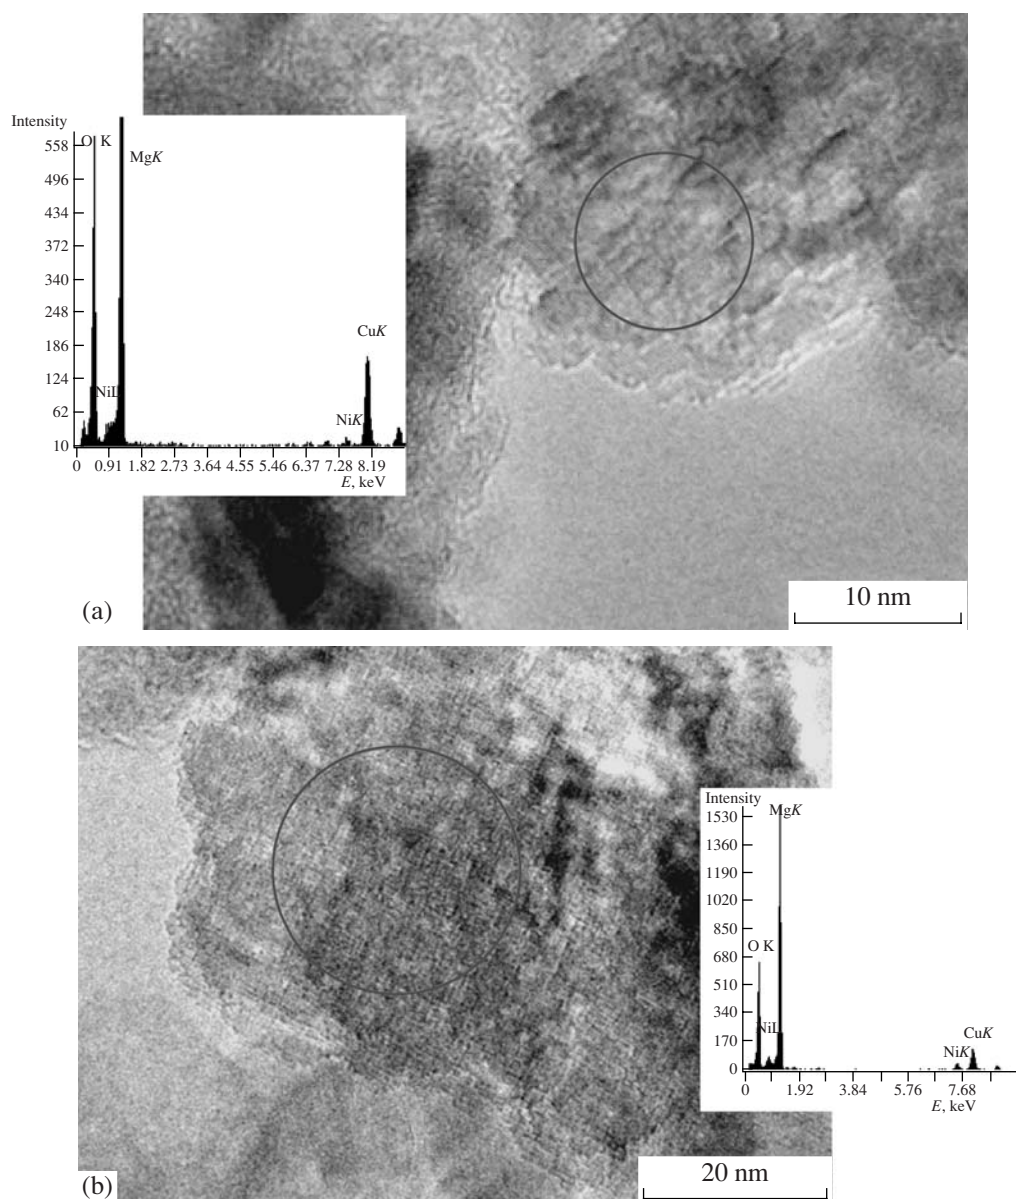 Intensity
558
O K
MgK
496
434
372
340
248
CuK
186
124
NiL
62
NiK
10
0 0.91 1.82 2.73 3.64 4.55 5.46 6.37 7.28 8.19
E, keV
(a)
10 nm
Intensity
1530
MgK
1360
1190
1020
850
O K
680
510
340
NiL
CuK
170
NiK
0
0 1.92 3.84 5.76 7.68
E, keV
(b)
20 nm